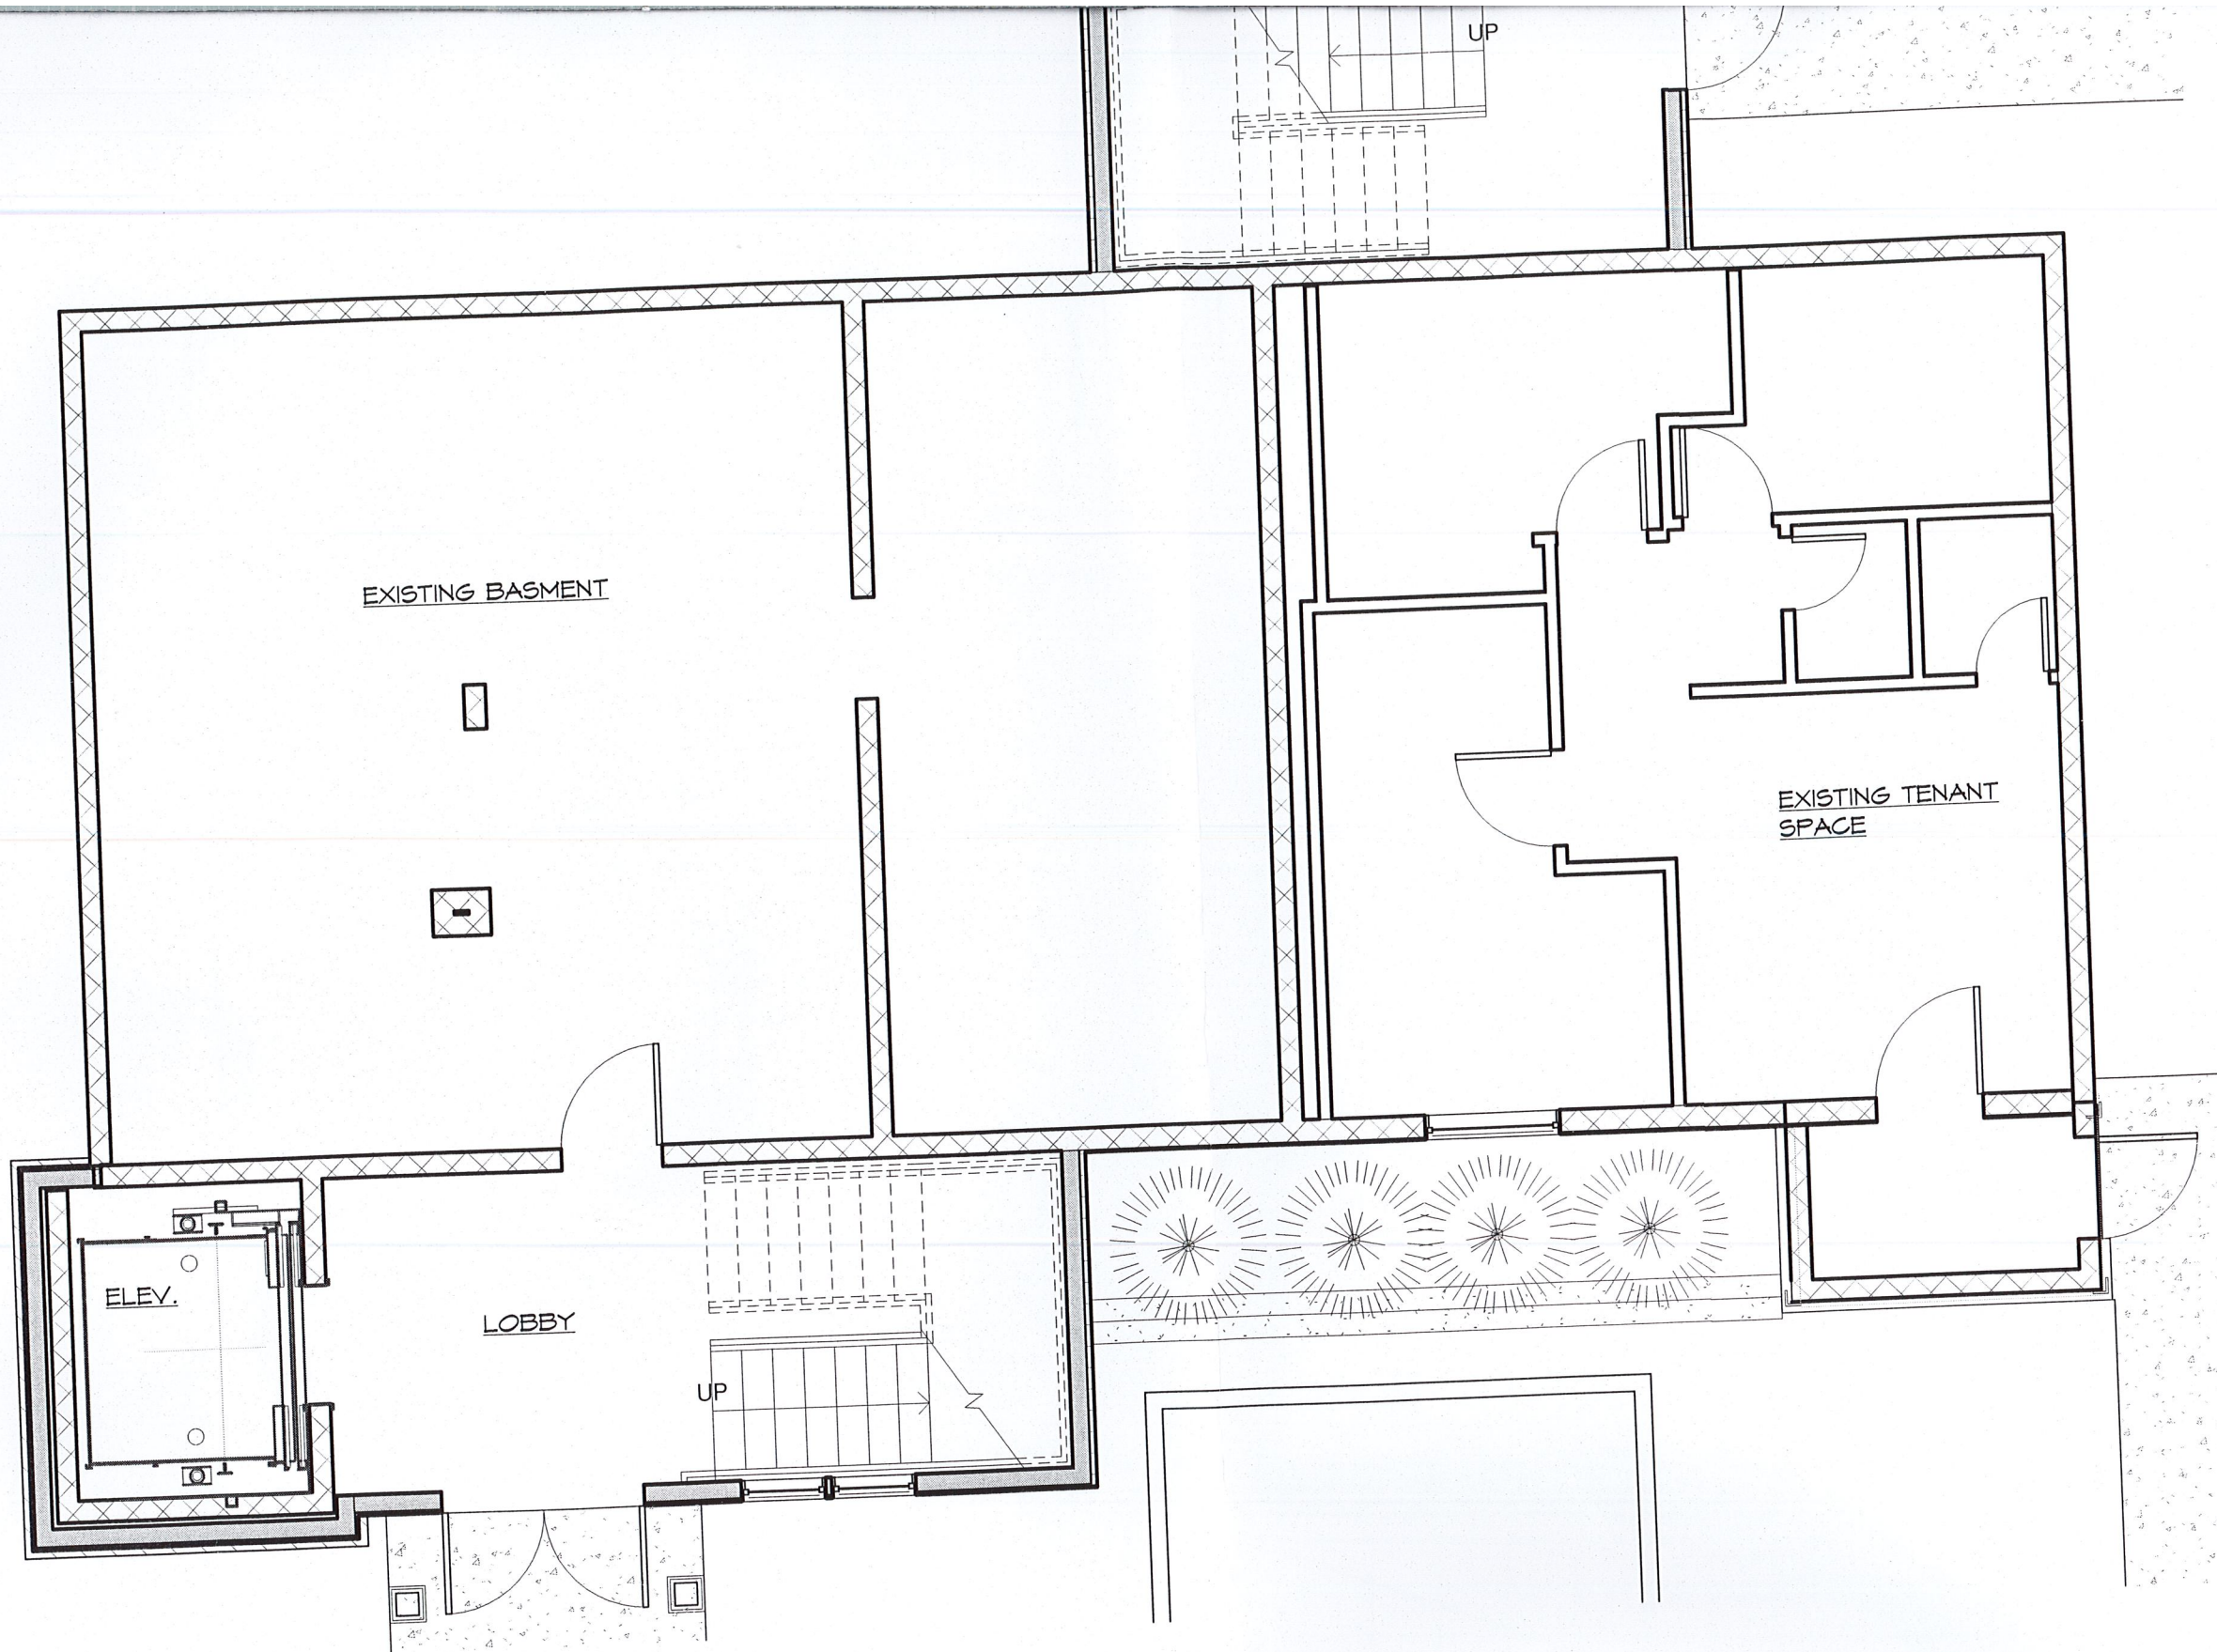 UP
EXISTING BASMENT
EXISTING TENANT
SPACE
ELEV.
LOBBY
UP